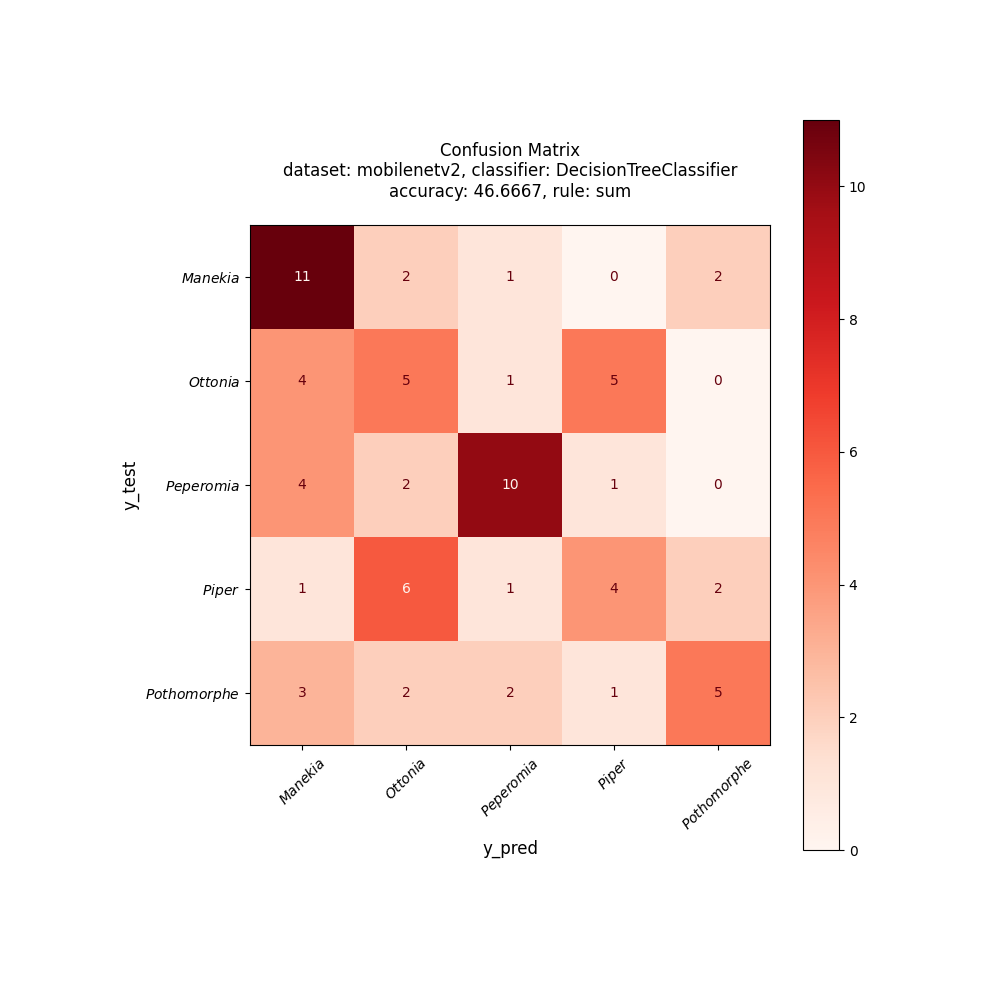 Confusion Matrix
dataset: mobilenetv2, classifier: DecisionTreeClassifier
accuracy: 46.6667, rule: sum
Manekia 11 2 1 0 2
Ottonia 4 5 1 5 0
Peperomia 4 2 10 1 0
Piper 1 6 1 4 2
Pothomorphe 3 2 2 1 5
y_test
Manekia Ottonia Peperomia Piper Pothomorphe
y_pred
10
8
6
4
2
0